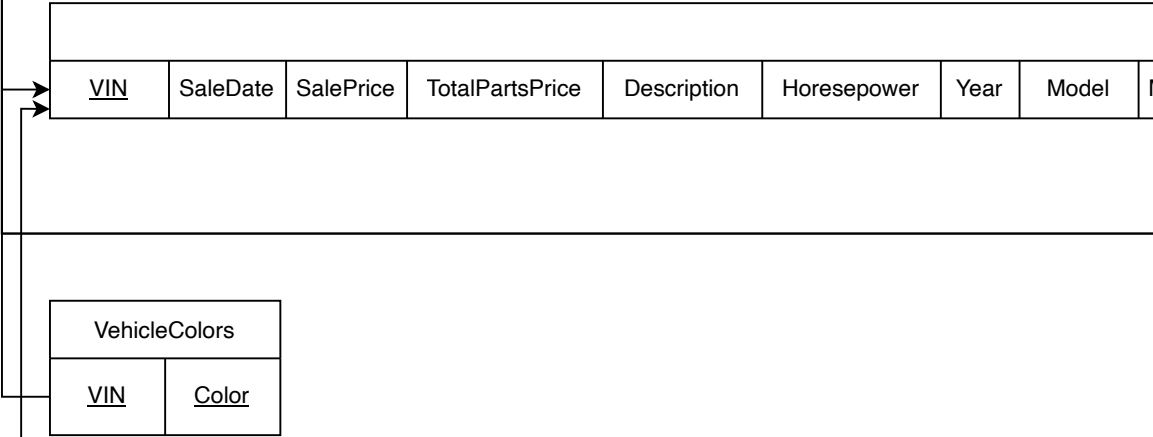 VIN SaleDate SalePrice TotalPartsPrice Description Horesepower Year Model
VehicleColors
VIN Color